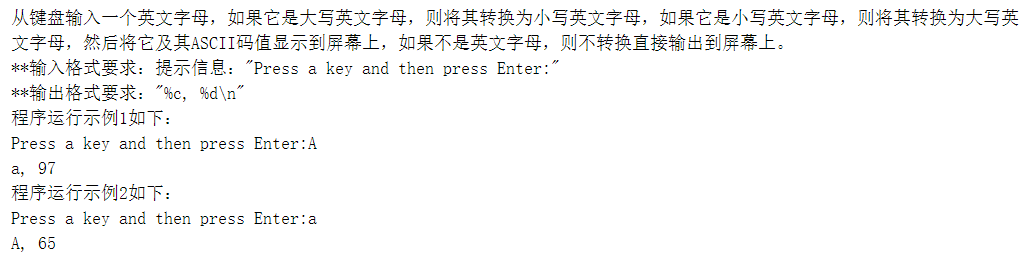 从键盘输入一个英文字母，如果它是大写英文字母，则将其转换为小写英文字母，如果它是小写英文字母，则将其转换为大写英
文字母，然后将它及其ASCII码值显示到屏幕上，如果不是英文字母，则不转换直接输出到屏幕上。
**输入格式要求：提示信息："Press a key and then press Enter:"
**输出格式要求："%c, %d\n"
程序运行示例1如下：
Press a key and then press Enter:A
a, 97
程序运行示例2如下：
Press a key and then press Enter:a
A, 65